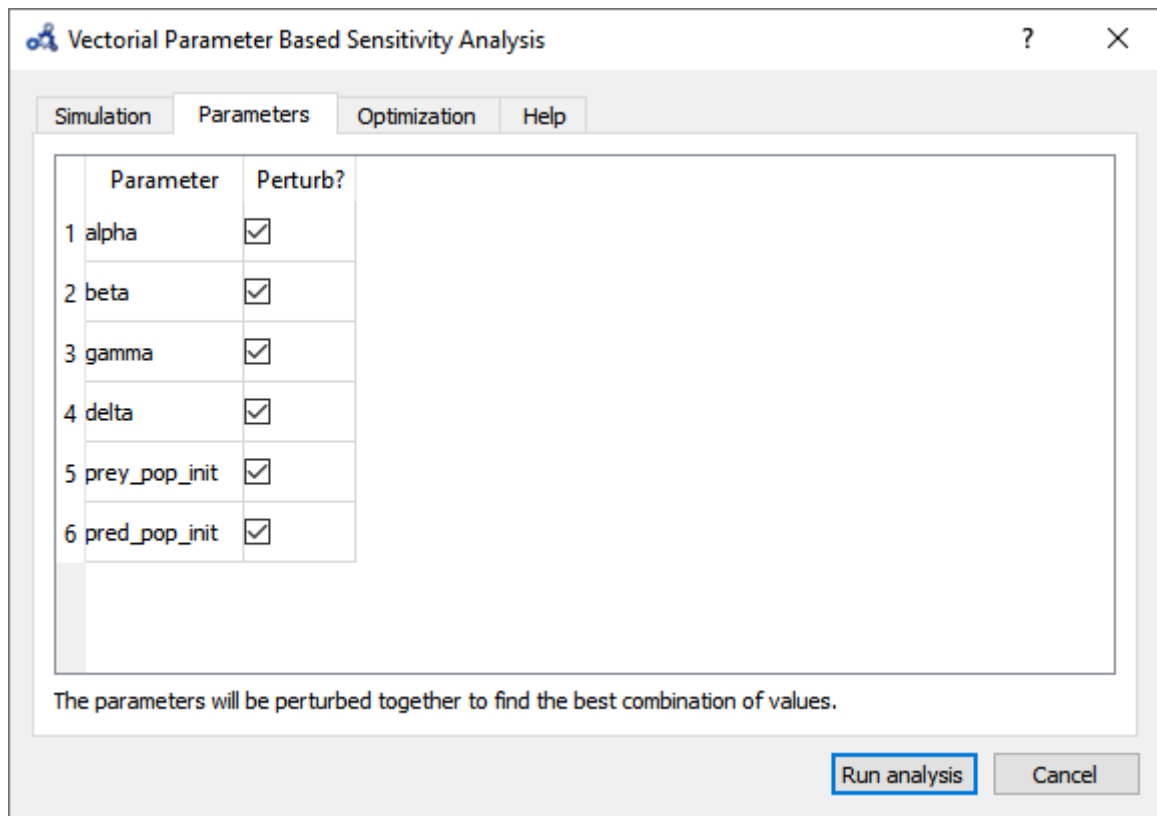 Vectorial Parameter Based Sensitivity Analysis ?
Simulation Parameters Optimization Help
Parameter Perturb?
1 alpha
2 beta
3 gamma
4 delta
5 prey_pop_init
6 pred_pop_init
The parameters will be perturbed together to find the best combination of values.
Run analysis Cancel